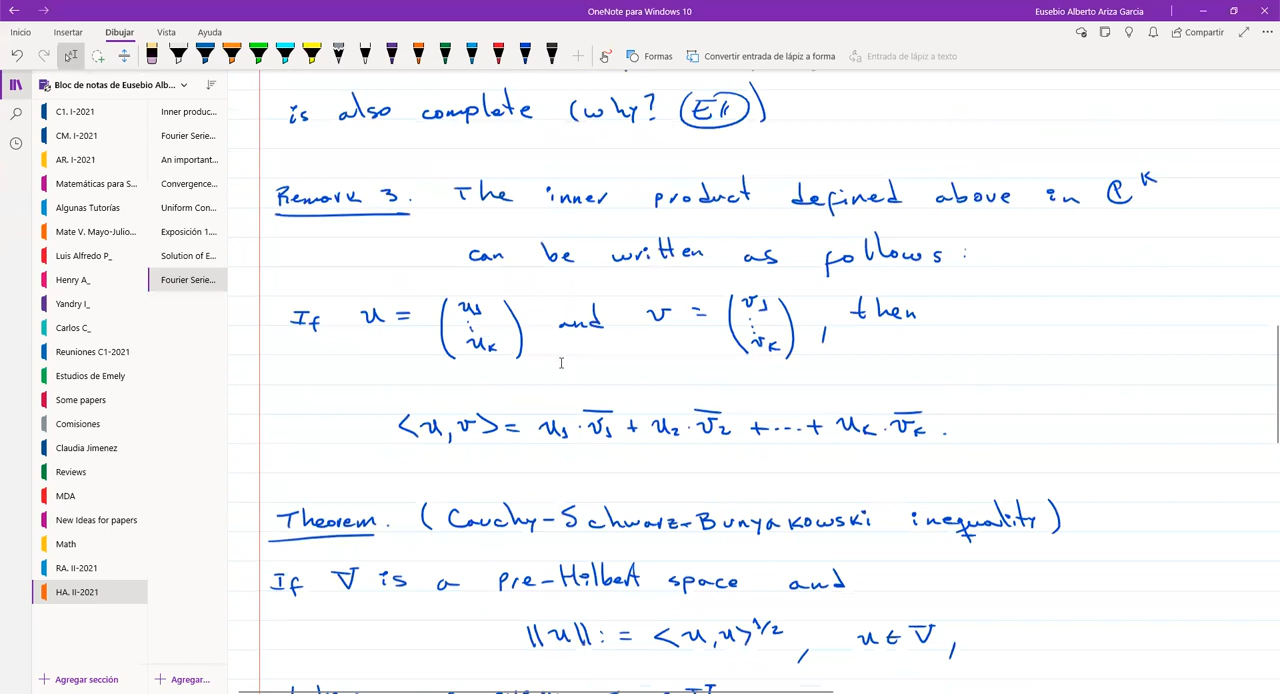 OneNote para Windows 10
Eusebio Alberto Ariza Garcia
Inicio Insertar Dibujar Vista Ayuda
Compartir
Formas Convertir entrada de lápiz a forma Entrada de lápiz a texto
Bloc de notas de Eusebio Alb...
C1. I-2021
CM. I-2021
AR. I-2021
Matemáticas para S...
Algunas Tutorías
Mate V. Mayo-Julio...
Luis Alfredo P_
Henry A_
Yandry I_
Carlos C_
Reuniones C1-2021
Estudios de Emely
Some papers
Comisiones
Claudia Jimenez
Reviews
MDA
New Ideas for papers
Math
RA. II-2021
HA. II-2021
Agregar sección
Inner produc...
Fourier Serie...
An important...
Convergence...
Uniform Con...
Exposición 1....
Solution of E...
Fourier Serie...
Agregar...
is also complete (why? (E11))
Remark 3. The inner product defined above in ℂ^K
can be written as follows:
If u = (u₁ ⋮ u_K) and v = (v₁ ⋮ v_K), then
<u,v> = u₁·v̅₁ + u₂·v̅₂ + ··· + u_K·v̅_K.
Theorem. (Cauchy-Schwarz-Bunyakowski inequality)
If V is a pre-Hilbert space and
||u|| := <u,u>^1/2, u ∈ V,